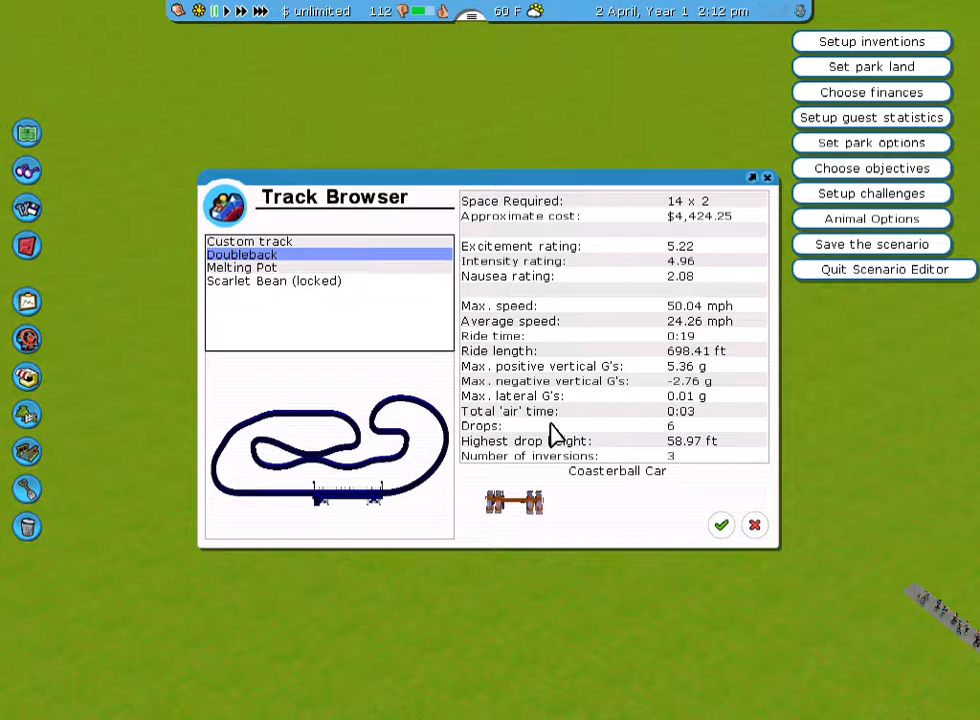 $ unlimited 112 60 F 2 April, Year 1 2:12 pm
Setup inventions
Set park land
Choose finances
Setup guest statistics
Set park options
Choose objectives
Setup challenges
Animal Options
Save the scenario
Quit Scenario Editor
Track Browser
Custom track
Doubleback
Melting Pot
Scarlet Bean (locked)
Space Required: 14 x 2
Approximate cost: $4,424.25
Excitement rating: 5.22
Intensity rating: 4.96
Nausea rating: 2.08
Max. speed: 50.04 mph
Average speed: 24.26 mph
Ride time: 0:19
Ride length: 698.41 ft
Max. positive vertical G's: 5.36 g
Max. negative vertical G's: -2.76 g
Max. lateral G's: 0.01 g
Total 'air' time: 0:03
Drops: 6
Highest drop height: 58.97 ft
Number of inversions: 3
Coasterball Car